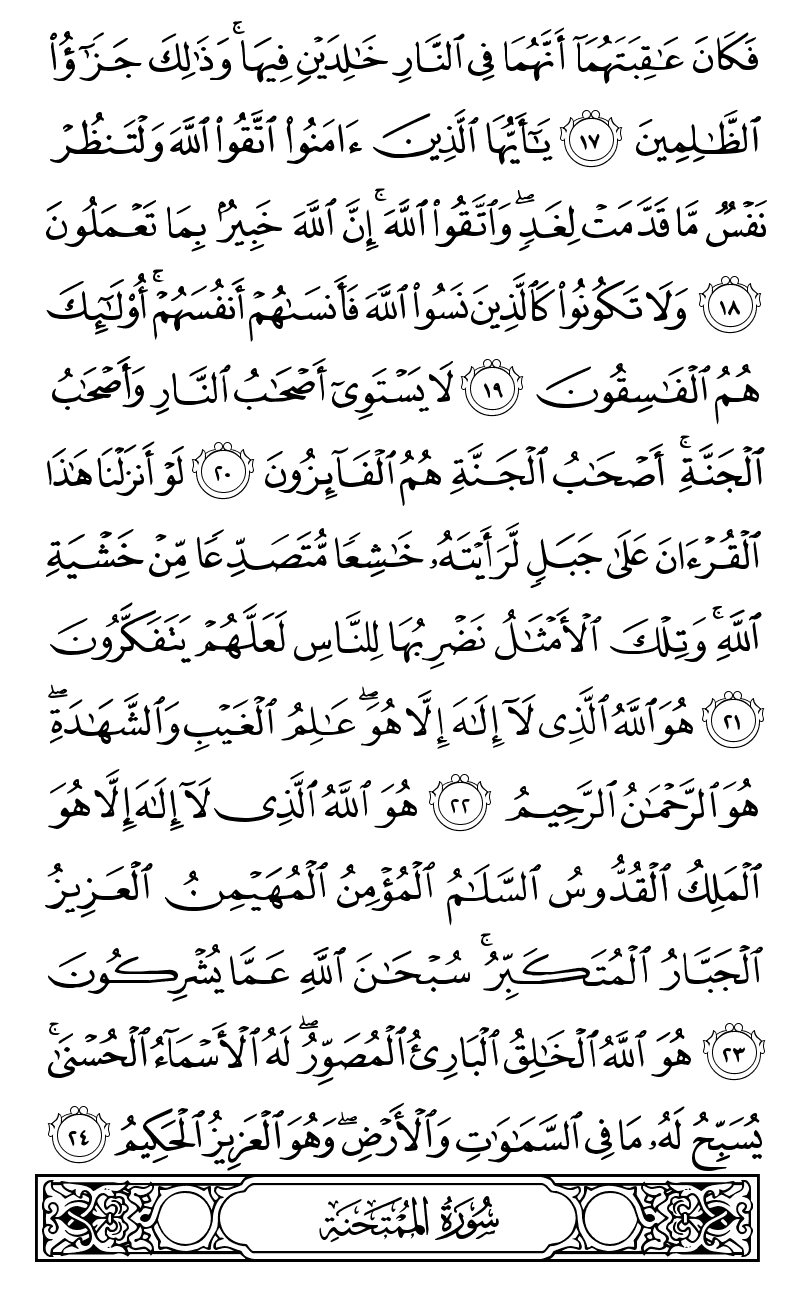 فَكَانَ عَـٰقِبَتَهُمَآ أَنَّهُمَا فِى ٱلنَّارِ خَـٰلِدَيْنِ فِيهَا ۚ وَذَٰلِكَ جَزَٰٓؤُا۟
ٱلظَّـٰلِمِينَ ١٧ يَـٰٓأَيُّهَا ٱلَّذِينَ ءَامَنُوا۟ ٱتَّقُوا۟ ٱللَّهَ وَلْتَنظُرْ
نَفْسٌ مَّا قَدَّمَتْ لِغَدٍ ۖ وَٱتَّقُوا۟ ٱللَّهَ ۚ إِنَّ ٱللَّهَ خَبِيرٌۢ بِمَا تَعْمَلُونَ
١٨ وَلَا تَكُونُوا۟ كَٱلَّذِينَ نَسُوا۟ ٱللَّهَ فَأَنسَىٰهُمْ أَنفُسَهُمْ ۚ أُو۟لَـٰٓئِكَ
هُمُ ٱلْفَـٰسِقُونَ ١٩ لَا يَسْتَوِىٓ أَصْحَـٰبُ ٱلنَّارِ وَأَصْحَـٰبُ
ٱلْجَنَّةِ ۚ أَصْحَـٰبُ ٱلْجَنَّةِ هُمُ ٱلْفَآئِزُونَ ٢٠ لَوْ أَنزَلْنَا هَـٰذَا
ٱلْقُرْءَانَ عَلَىٰ جَبَلٍ لَّرَأَيْتَهُۥ خَـٰشِعًا مُّتَصَدِّعًا مِّنْ خَشْيَةِ
ٱللَّهِ ۚ وَتِلْكَ ٱلْأَمْثَـٰلُ نَضْرِبُهَا لِلنَّاسِ لَعَلَّهُمْ يَتَفَكَّرُونَ
٢١ هُوَ ٱللَّهُ ٱلَّذِى لَآ إِلَـٰهَ إِلَّا هُوَ ۖ عَـٰلِمُ ٱلْغَيْبِ وَٱلشَّهَـٰدَةِ ۖ
هُوَ ٱلرَّحْمَـٰنُ ٱلرَّحِيمُ ٢٢ هُوَ ٱللَّهُ ٱلَّذِى لَآ إِلَـٰهَ إِلَّا هُوَ
ٱلْمَلِكُ ٱلْقُدُّوسُ ٱلسَّلَـٰمُ ٱلْمُؤْمِنُ ٱلْمُهَيْمِنُ ٱلْعَزِيزُ
ٱلْجَبَّارُ ٱلْمُتَكَبِّرُ ۚ سُبْحَـٰنَ ٱللَّهِ عَمَّا يُشْرِكُونَ
٢٣ هُوَ ٱللَّهُ ٱلْخَـٰلِقُ ٱلْبَارِئُ ٱلْمُصَوِّرُ ۖ لَهُ ٱلْأَسْمَآءُ ٱلْحُسْنَىٰ ۚ
يُسَبِّحُ لَهُۥ مَا فِى ٱلسَّمَـٰوَٰتِ وَٱلْأَرْضِ ۖ وَهُوَ ٱلْعَزِيزُ ٱلْحَكِيمُ ٢٤
سُورَةُ المُمْتَحَنَةِ